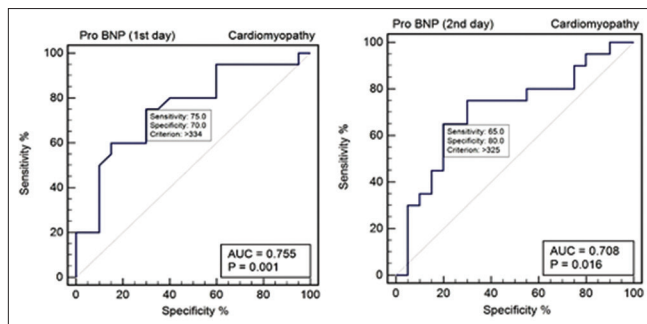 Pro BNP (1st day) Cardiomyopathy
100
80
60
40
20
0
Sensitivity %
Sensitivity: 75.0
Specificity: 70.0
Criterion: >334
AUC = 0.755
P = 0.001
0 20 40 60 80 100
Specificity %
Pro BNP (2nd day) Cardiomyopathy
100
80
60
40
20
0
Sensitivity %
Sensitivity: 65.0
Specificity: 80.0
Criterion: >325
AUC = 0.708
P = 0.016
0 20 40 60 80 100
Specificity %